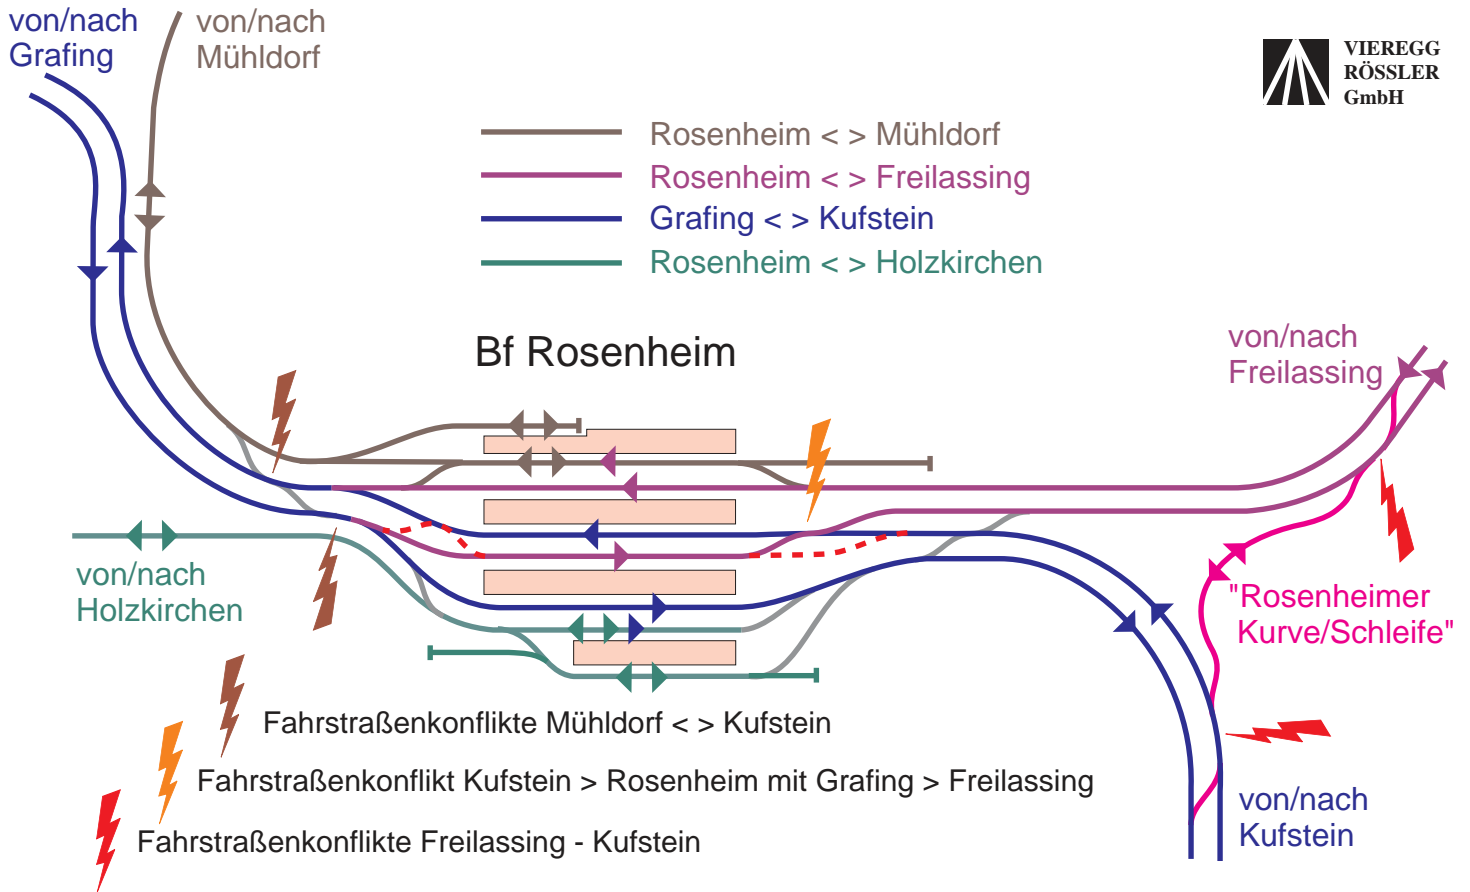 von/nach
Grafing
von/nach
Mühldorf
VIEREGG
RÖSSLER
GmbH
Rosenheim < > Mühldorf
Rosenheim < > Freilassing
Grafing < > Kufstein
Rosenheim < > Holzkirchen
Bf Rosenheim
von/nach
Freilassing
von/nach
Holzkirchen
"Rosenheimer
Kurve/Schleife"
Fahrstraßenkonflikte Mühldorf < > Kufstein
Fahrstraßenkonflikt Kufstein > Rosenheim mit Grafing > Freilassing
Fahrstraßenkonflikte Freilassing - Kufstein
von/nach
Kufstein